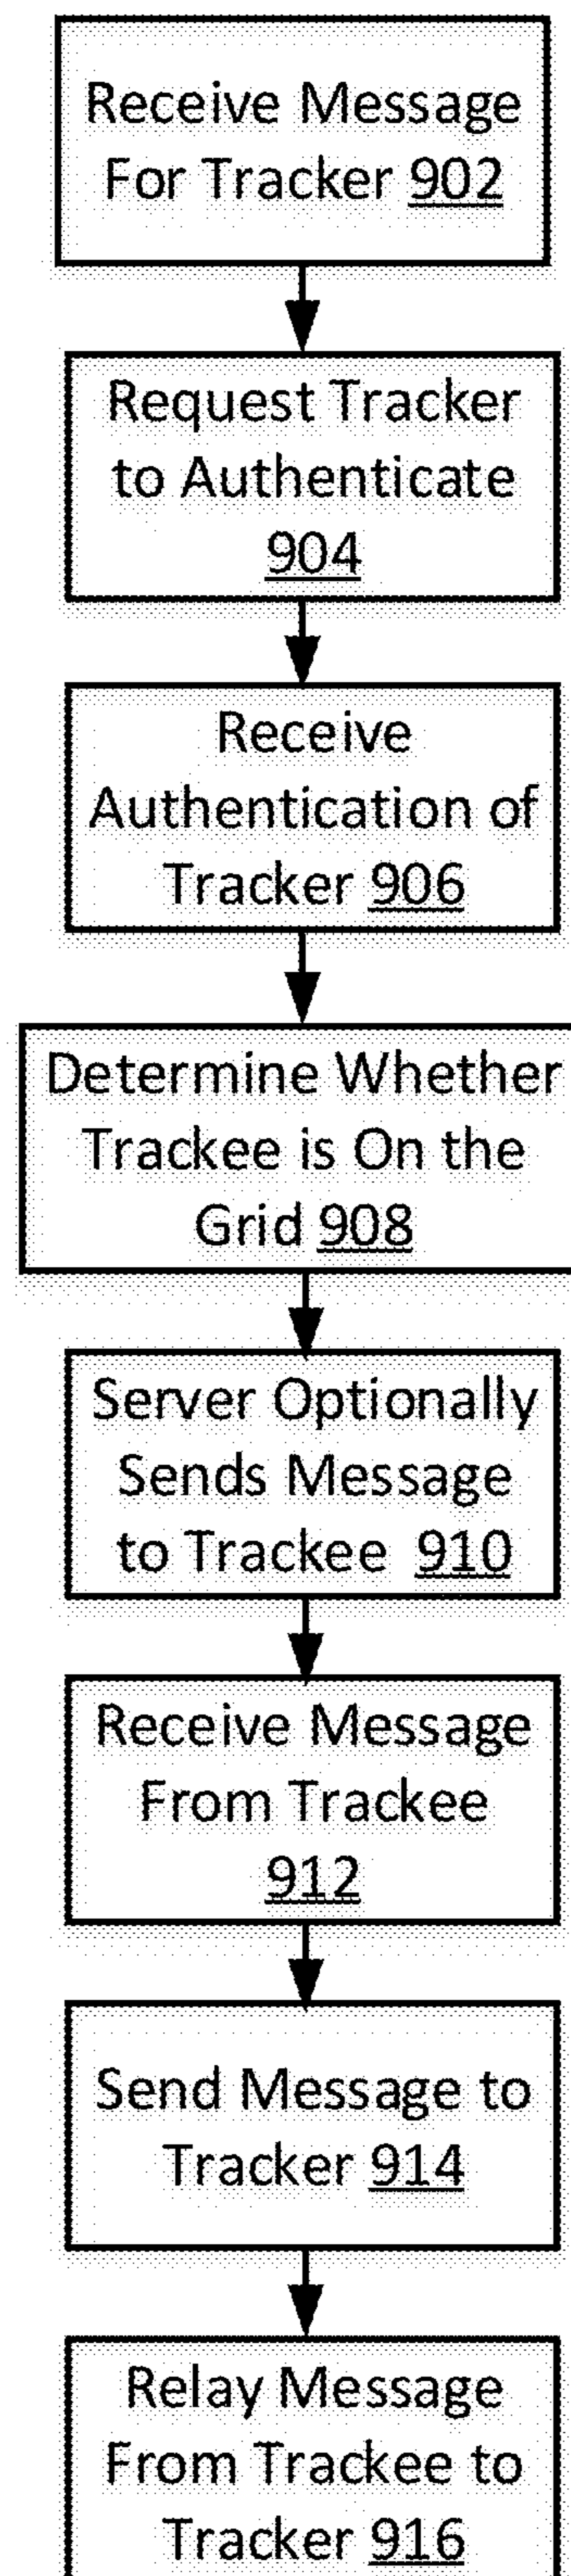 Receive Message
For Tracker 902
Request Tracker
to Authenticate
904
Receive
Authentication of
Tracker 906
Determine Whether
Trackee is On the
Grid 908
Server Optionally
Sends Message
to Trackee 910
Receive Message
From Trackee
912
Send Message to
Tracker 914
Relay Message
From Trackee to
Tracker 916